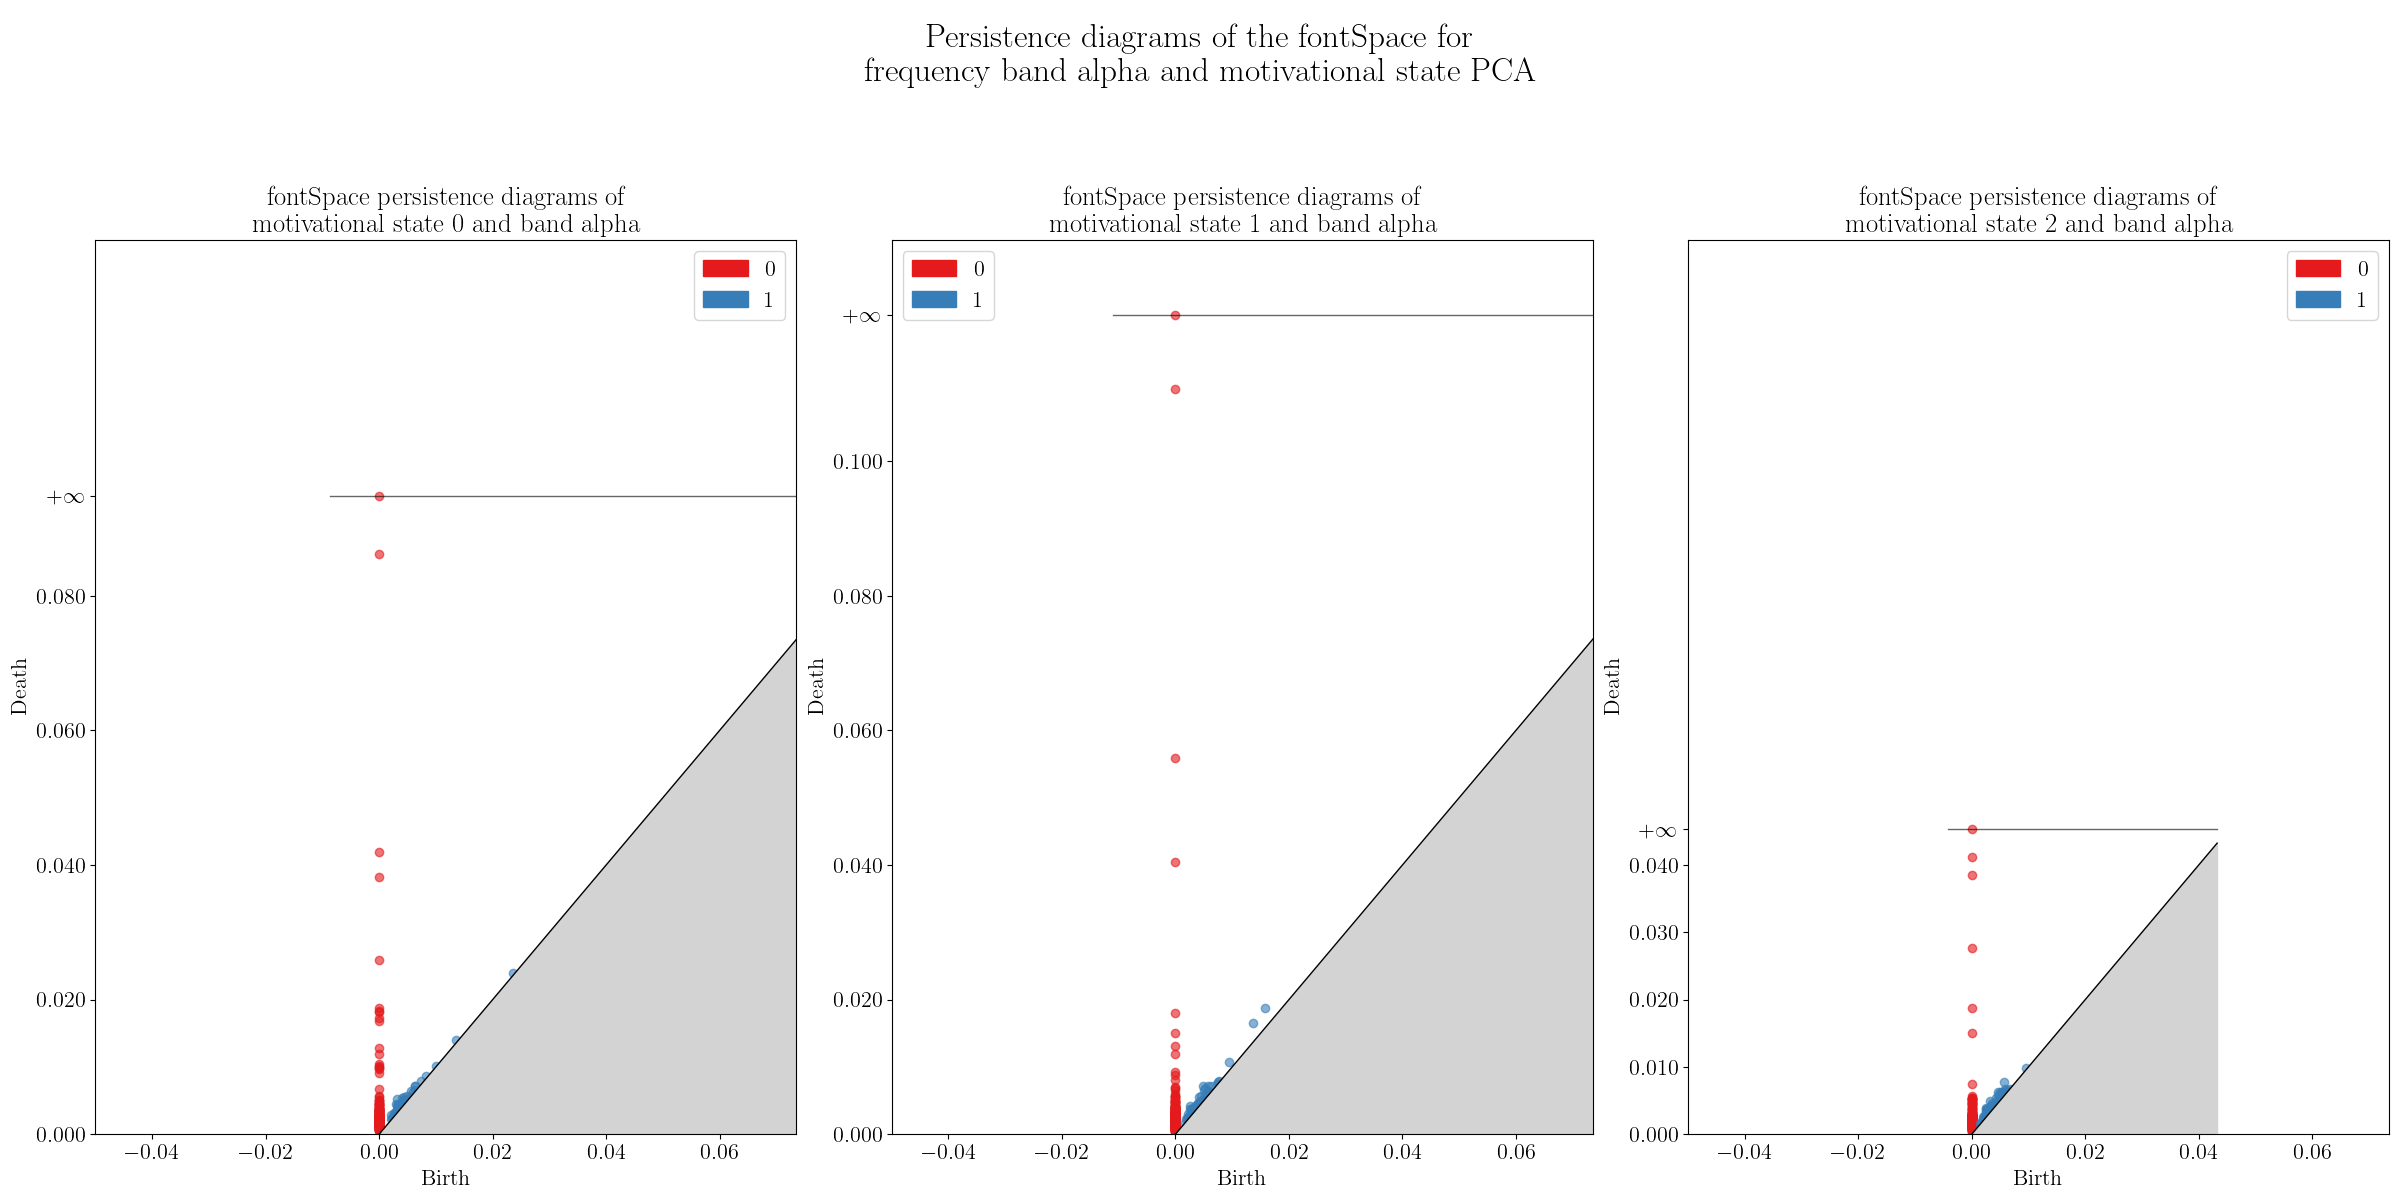 Persistence diagrams of the fontSpace for
frequency band alpha and motivational state PCA
fontSpace persistence diagrams of
motivational state 0 and band alpha
0
1
+∞
0.080
0.060
0.040
0.020
0.000
Death
−0.04 −0.02 0.00 0.02 0.04 0.06
Birth
fontSpace persistence diagrams of
motivational state 1 and band alpha
0
1
+∞
0.100
0.080
0.060
0.040
0.020
0.000
Death
−0.04 −0.02 0.00 0.02 0.04 0.06
Birth
fontSpace persistence diagrams of
motivational state 2 and band alpha
0
1
+∞
0.040
0.030
0.020
0.010
0.000
Death
−0.04 −0.02 0.00 0.02 0.04 0.06
Birth